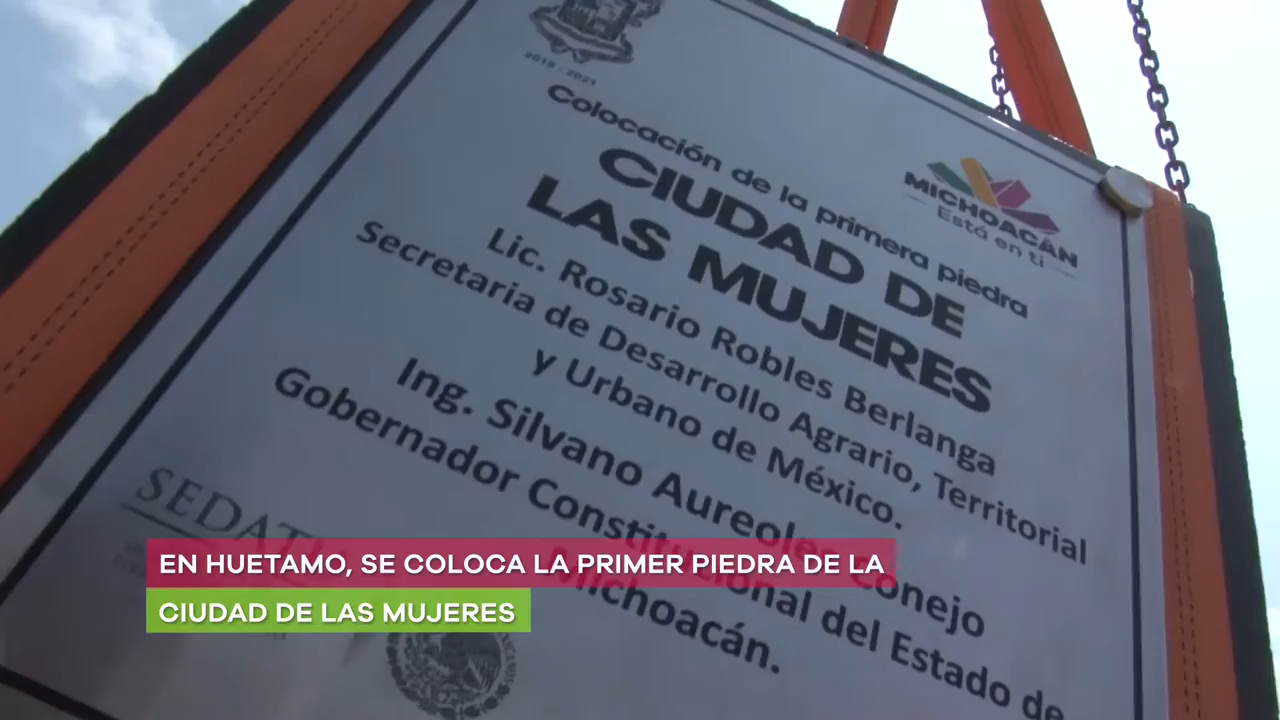 2015 - 2021
Colocación de la primera piedra
CIUDAD DE
LAS MUJERES
MICHOACÁN
Está en ti
Lic. Rosario Robles Berlanga
Secretaria de Desarrollo Agrario, Territorial
y Urbano de México.
Ing. Silvano Aureoles Conejo
Gobernador Constitucional del Estado de
Michoacán.
SEDATU
EN HUETAMO, SE COLOCA LA PRIMER PIEDRA DE LA
CIUDAD DE LAS MUJERES